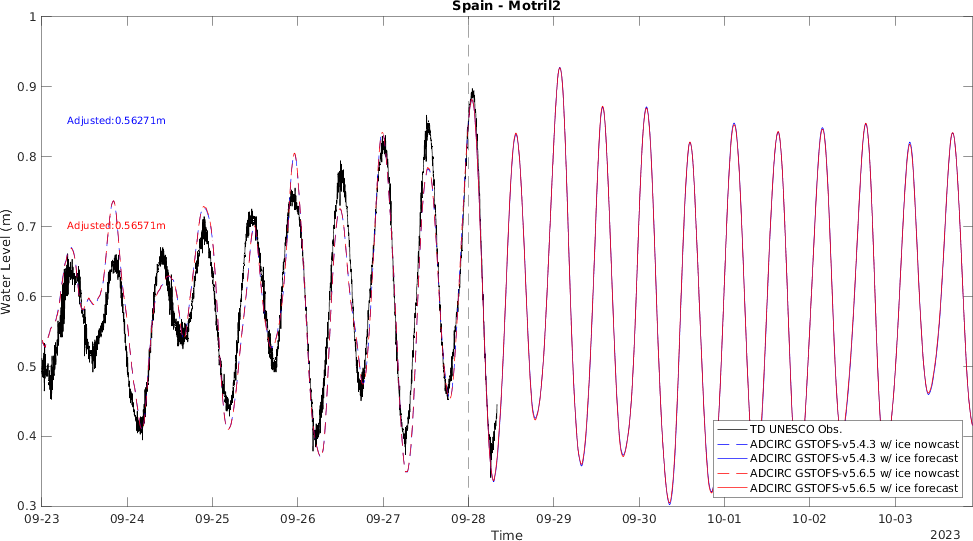 Spain - Motril2
1
0.9
0.8
0.7
0.6
0.5
0.4
0.3
Water Level (m)
Adjusted:0.56271m
Adjusted:0.56571m
TD UNESCO Obs.
ADCIRC GSTOFS-v5.4.3 w/ ice nowcast
ADCIRC GSTOFS-v5.4.3 w/ ice forecast
ADCIRC GSTOFS-v5.6.5 w/ ice nowcast
ADCIRC GSTOFS-v5.6.5 w/ ice forecast
09-23 09-24 09-25 09-26 09-27 09-28 09-29 09-30 10-01 10-02 10-03
Time
2023